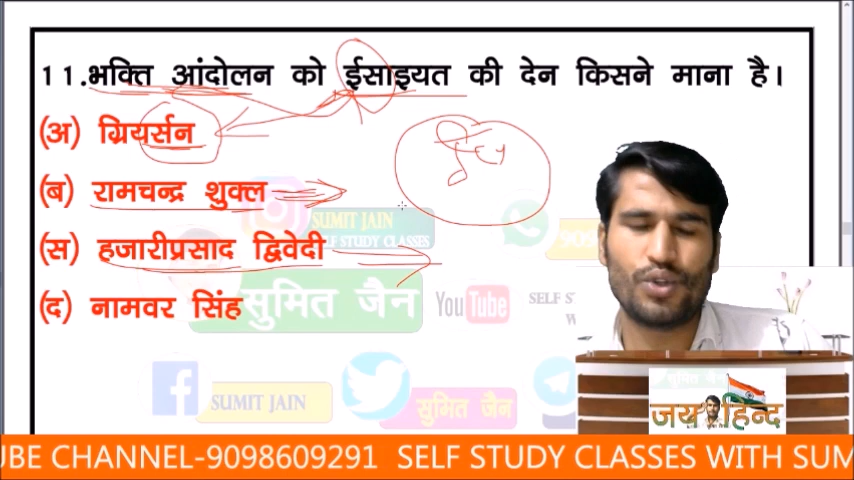 11.भक्ति आंदोलन को ईसाइयत की देन किसने माना है।
(अ) ग्रियर्सन
(ब) रामचन्द्र शुक्ल
(स) हजारीप्रसाद द्विवेदी
(द) नामवर सिंह
SUMIT JAIN
SELF STUDY CLASSES
सुमित जैन
YouTube
SELF
SUMIT JAIN
सुमित जैन
सुमित जैन
जय हिन्द
UBE CHANNEL-9098609291 SELF STUDY CLASSES WITH SUM